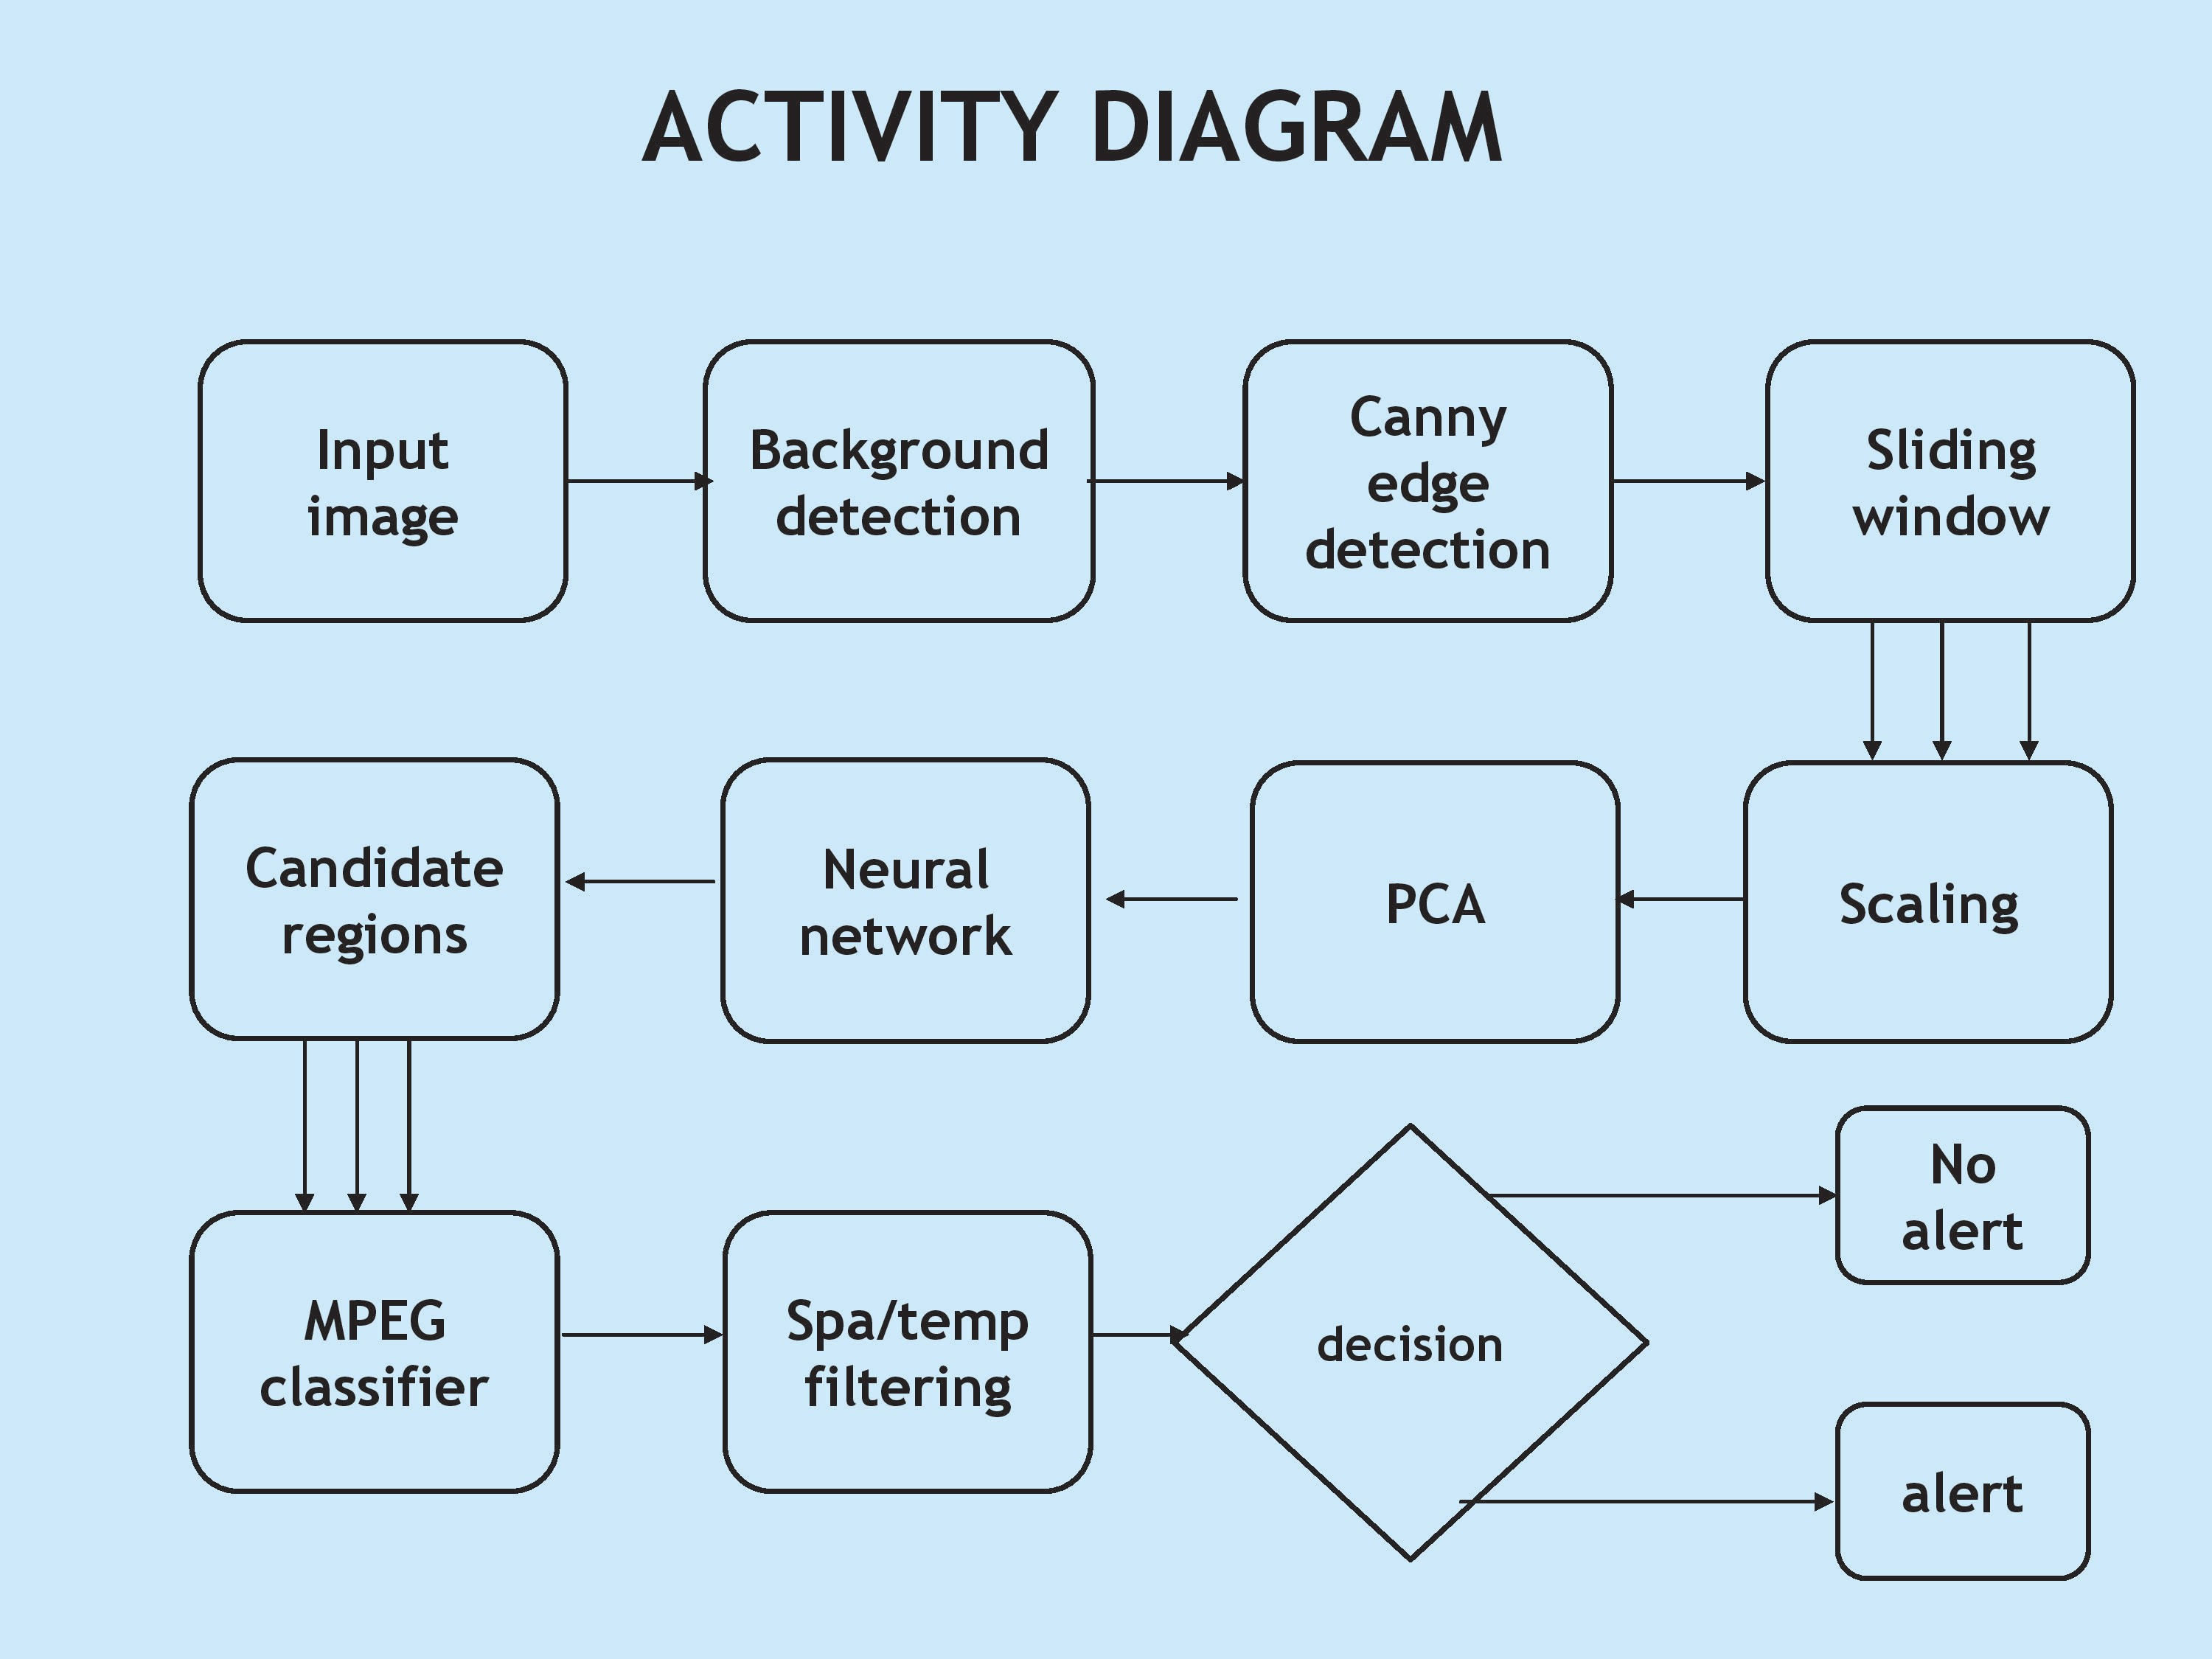 ACTIVITY DIAGRAM
Input
image
Background
detection
Canny
edge
detection
Sliding
window
Candidate
regions
Neural
network
PCA
Scaling
MPEG
classifier
Spa/temp
filtering
decision
No
alert
alert